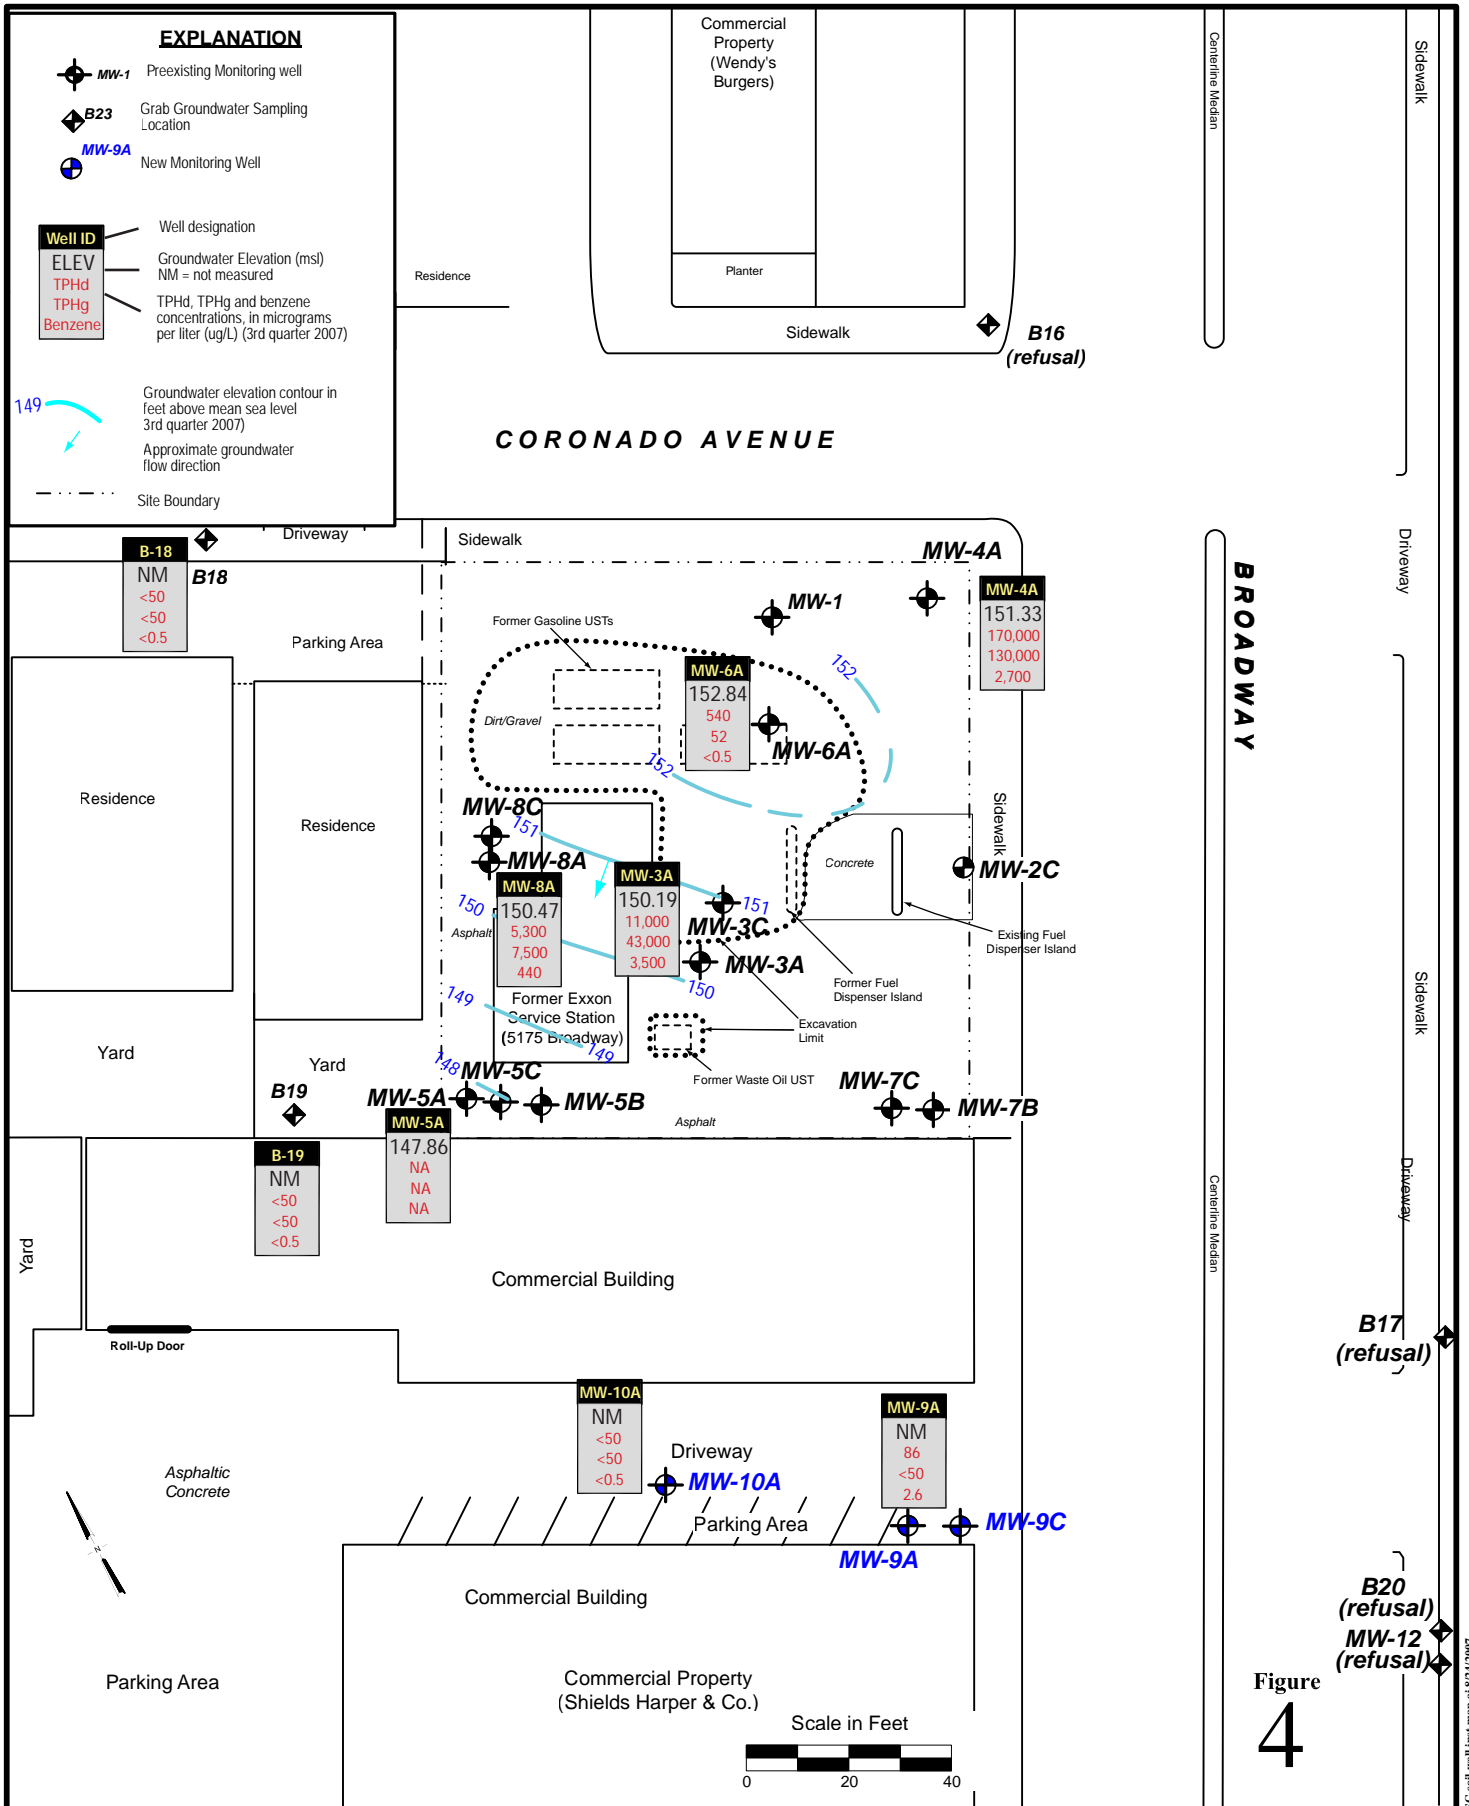 EXPLANATION
MW-1
Preexisting Monitoring well
B23
Grab Groundwater Sampling
Location
MW-9A
New Monitoring Well
Well ID
ELEV
TPHd
TPHg
Benzene
Well designation
Groundwater Elevation (msl)
NM = not measured
TPHd, TPHg and benzene
concentrations, in micrograms
per liter (ug/L) (3rd quarter 2007)
149
Groundwater elevation contour in
feet above mean sea level
3rd quarter 2007)
Approximate groundwater
flow direction
Site Boundary
Commercial
Property
(Wendy's
Burgers)
Planter
Sidewalk
Residence
B16
(refusal)
Centerline Median
Sidewalk
CORONADO AVENUE
BROADWAY
Driveway
Driveway
Sidewalk
B-18
NM
<50
<50
<0.5
B18
Parking Area
MW-4A
MW-4A
151.33
170,000
130,000
2,700
MW-1
Former Gasoline USTs
Dirt/Gravel
MW-6A
152.84
540
52
<0.5
MW-6A
152
152
Residence
Residence
Sidewalk
MW-8C
151
MW-8A
MW-8A
150.47
5,300
7,500
440
MW-3A
150.19
11,000
43,000
3,500
Concrete
MW-2C
150
Asphalt
151
MW-3C
MW-3A
150
Existing Fuel
Dispenser Island
Former Fuel
Dispenser Island
149
Former Exxon
Service Station
(5175 Broadway)
149
Excavation
Limit
Former Waste Oil UST
Sidewalk
Yard
Yard
148
MW-5C
MW-5A
MW-5B
MW-7C
MW-7B
Asphalt
B19
B-19
NM
<50
<50
<0.5
MW-5A
147.86
NA
NA
NA
Yard
Commercial Building
Centerline Median
Driveway
Roll-Up Door
B17
(refusal)
MW-10A
NM
<50
<50
<0.5
MW-9A
NM
86
<50
2.6
Driveway
MW-10A
Asphaltic
Concrete
Parking Area
MW-9C
MW-9A
N
Commercial Building
B20
(refusal)
MW-12
(refusal)
Parking Area
Commercial Property
(Shields Harper & Co.)
Scale in Feet
0
20
40
Figure
4